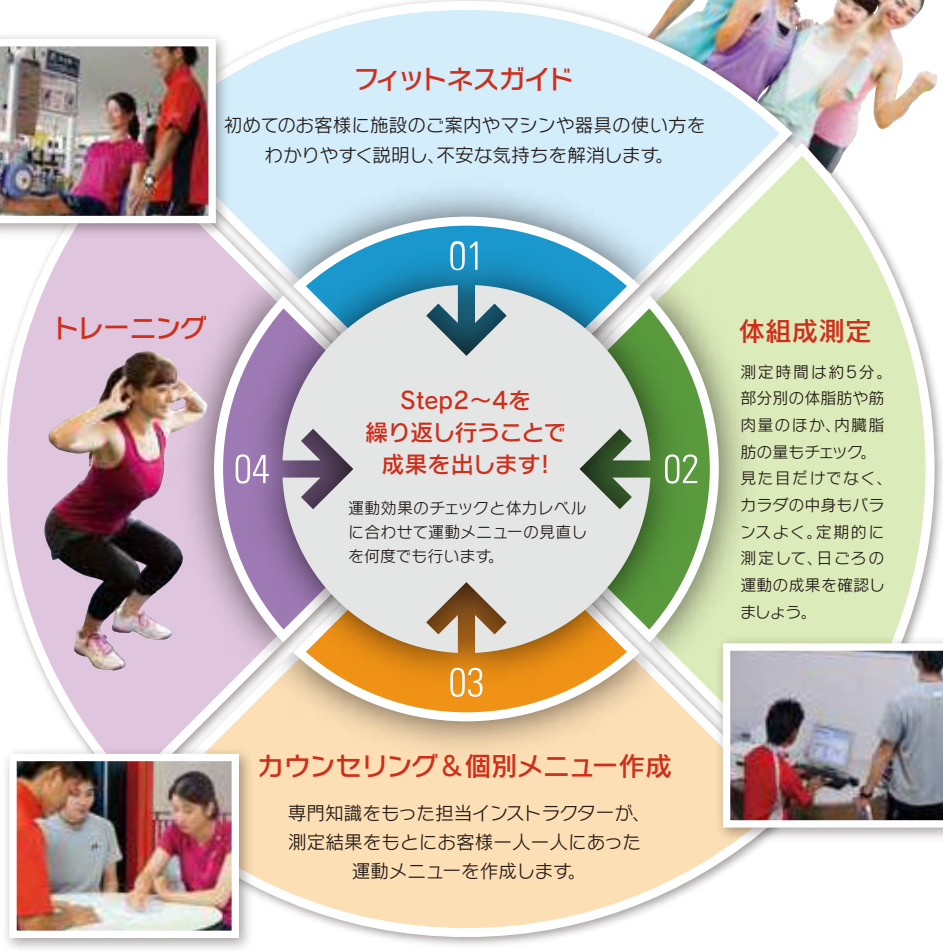 フィットネスガイド
初めてのお客様に施設のご案内やマシンや器具の使い方を
わかりやすく説明し、不安な気持ちを解消します。
01
体組成測定
測定時間は約5分。
部分別の体脂肪や筋
肉量のほか、内臓脂
肪の量もチェック。
見た目だけでなく、
カラダの中身もバラ
ンスよく。定期的に
測定して、日ごろの
運動の成果を確認し
ましょう。
02
カウンセリング&個別メニュー作成
専門知識をもった担当インストラクターが、
測定結果をもとにお客様一人一人にあった
運動メニューを作成します。
03
トレーニング
04
Step2〜4を
繰り返し行うことで
成果を出します!
運動効果のチェックと体力レベル
に合わせて運動メニューの見直し
を何度でも行います。